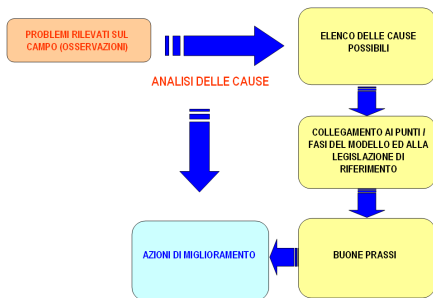 PROBLEMI RILEVATI SUL
CAMPO (OSSERVAZIONI)
ELENCO DELLE CAUSE
POSSIBILI
ANALISI DELLE CAUSE
COLLEGAMENTO AI PUNTI /
FASI DEL MODELLO ED ALLA
LEGISLAZIONE DI
RIFERIMENTO
AZIONI DI MIGLIORAMENTO
BUONE PRASSI